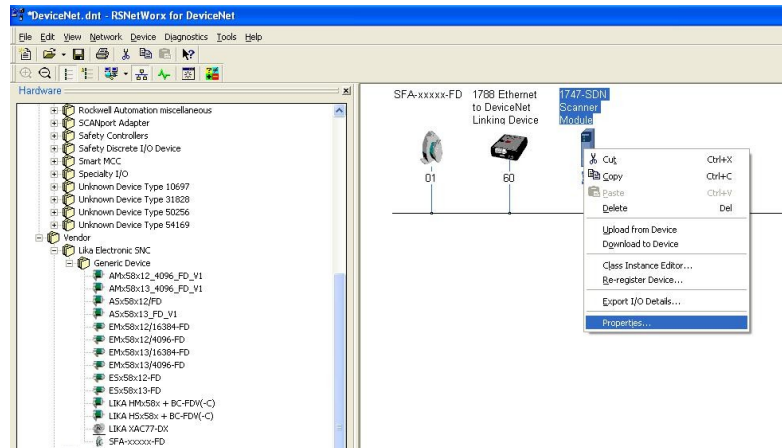 *DeviceNet.dnt - RSNetWorx for DeviceNet
File Edit View Network Device Diagnostics Tools Help
Hardware
Rockwell Automation miscellaneous
SCANport Adapter
Safety Controllers
Safety Discrete I/O Device
Smart MCC
Specialty I/O
Unknown Device Type 10697
Unknown Device Type 31828
Unknown Device Type 50256
Unknown Device Type 54169
Vendor
Lika Electronic SNC
Generic Device
AMx58x12_4096_FD_V1
AMx58x13_4096_FD_V1
ASx58x12/FD
ASx58x13_FD_V1
EMx58x12/16384-FD
EMx58x12/4096-FD
EMx58x13/16384-FD
EMx58x13/4096-FD
ESx58x12-FD
ESx58x13-FD
LIKA HMx58x + BC-FDV(-C)
LIKA HSx58x + BC-FDV(-C)
LIKA XAC77-DX
SFA-xxxxx-FD
SFA-xxxxx-FD
01
1788 Ethernet
to DeviceNet
Linking Device
60
1747-SDN
Scanner
Module
Cut Ctrl+X
Copy Ctrl+C
Paste Ctrl+V
Delete Del
Upload from Device
Download to Device
Class Instance Editor...
Re-register Device...
Export I/O Details...
Properties...